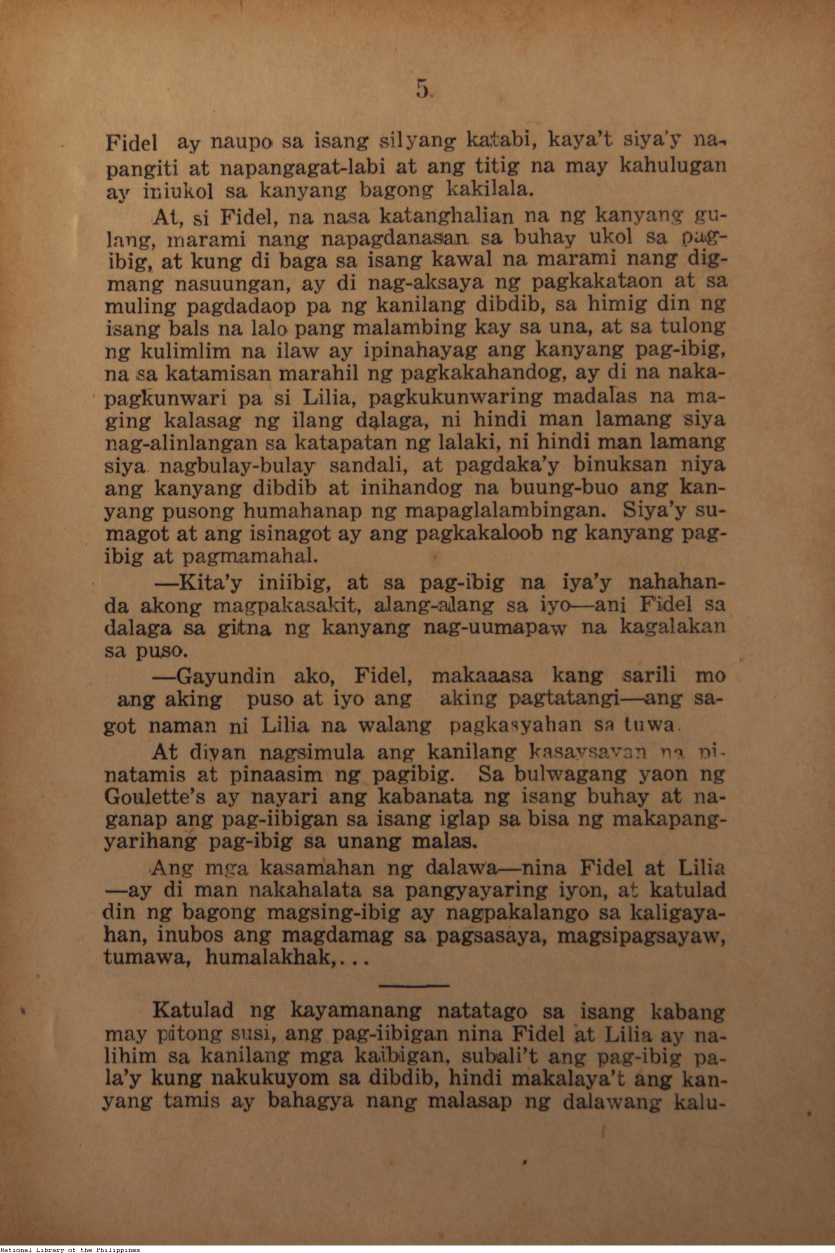 5.
Fidel ay naupo sa isang silyang katabi, kaya't siya'y na-
pangiti at napangagat-labi at ang titig na may kahulugan
ay iniukol sa kanyang bagong kakilala.
At, si Fidel, na nasa katanghalian na ng kanyang gu-
lang, marami nang napagdanasan sa buhay ukol sa pag-
ibig, at kung di baga sa isang kawal na marami nang dig-
mang nasuungan, ay di nag-aksaya ng pagkakataon at sa
muling pagdadaop pa ng kanilang dibdib, sa himig din ng
isang bals na lalo pang malambing kay sa una, at sa tulong
ng kulimlim na ilaw ay ipinahayag ang kanyang pag-ibig,
na sa katamisan marahil ng pagkakahandog, ay di na naka-
pagkunwari pa si Lilia, pagkukunwaring madalas na ma-
ging kalasag ng ilang dalaga, ni hindi man lamang siya
nag-alinlangan sa katapatan ng lalaki, ni hindi man lamang
siya nagbulay-bulay sandali, at pagdaka'y binuksan niya
ang kanyang dibdib at inihandog na buung-buo ang kan-
yang pusong humahanap ng mapaglalambingan. Siya'y su-
magot at ang isinagot ay ang pagkakaloob ng kanyang pag-
ibig at pagmamahal.
—Kita'y iniibig, at sa pag-ibig na iya'y nahahan-
da akong magpakasakit, alang-alang sa iyo—ani Fidel sa
dalaga sa gitna ng kanyang nag-uumapaw na kagalakan
sa puso.
—Gayundin ako, Fidel, makaaasa kang sarili mo
ang aking puso at iyo ang aking pagtatangi—ang sa-
got naman ni Lilia na walang pagkasyahan sa tuwa.
At diyan nagsimula ang kanilang kasaysayan na pi-
natamis at pinaasim ng pagibig. Sa bulwagang yaon ng
Goulette's ay nayari ang kabanata ng isang buhay at na-
ganap ang pag-iibigan sa isang iglap sa bisa ng makapang-
yarihang pag-ibig sa unang malas.
Ang mga kasamahan ng dalawa—nina Fidel at Lilia
—ay di man nakahalata sa pangyayaring iyon, at katulad
din ng bagong magsing-ibig ay nagpakalango sa kaligaya-
han, inubos ang magdamag sa pagsasaya, magsipagsayaw,
tumawa, humalakhak,...
Katulad ng kayamanang natatago sa isang kabang
may pitong susi, ang pag-iibigan nina Fidel at Lilia ay na-
lihim sa kanilang mga kaibigan, subali't ang pag-ibig pa-
la'y kung nakukuyom sa dibdib, hindi makalaya't ang kan-
yang tamis ay bahagya nang malasap ng dalawang kalu-
National Library of the Philippines